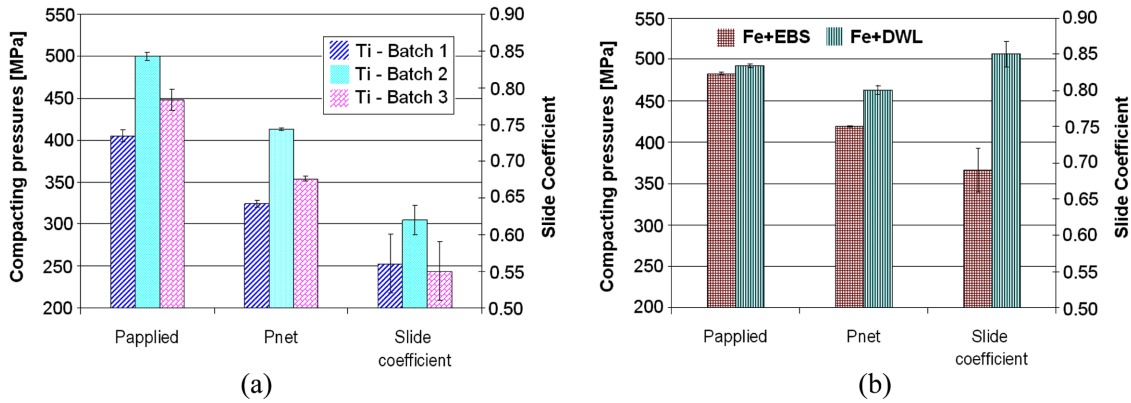 Compacting pressures [MPa]
550
500
450
400
350
300
250
200
0.90
0.85
0.80
0.75
0.70
0.65
0.60
0.55
0.50
Slide Coefficient
Ti - Batch 1
Ti - Batch 2
Ti - Batch 3
Papplied
Pnet
Slide
coefficient
(a)
Compacting pressures [MPa]
550
500
450
400
350
300
250
200
0.90
0.85
0.80
0.75
0.70
0.65
0.60
0.55
0.50
Slide Coefficient
Fe+EBS
Fe+DWL
Papplied
Pnet
Slide
coefficient
(b)